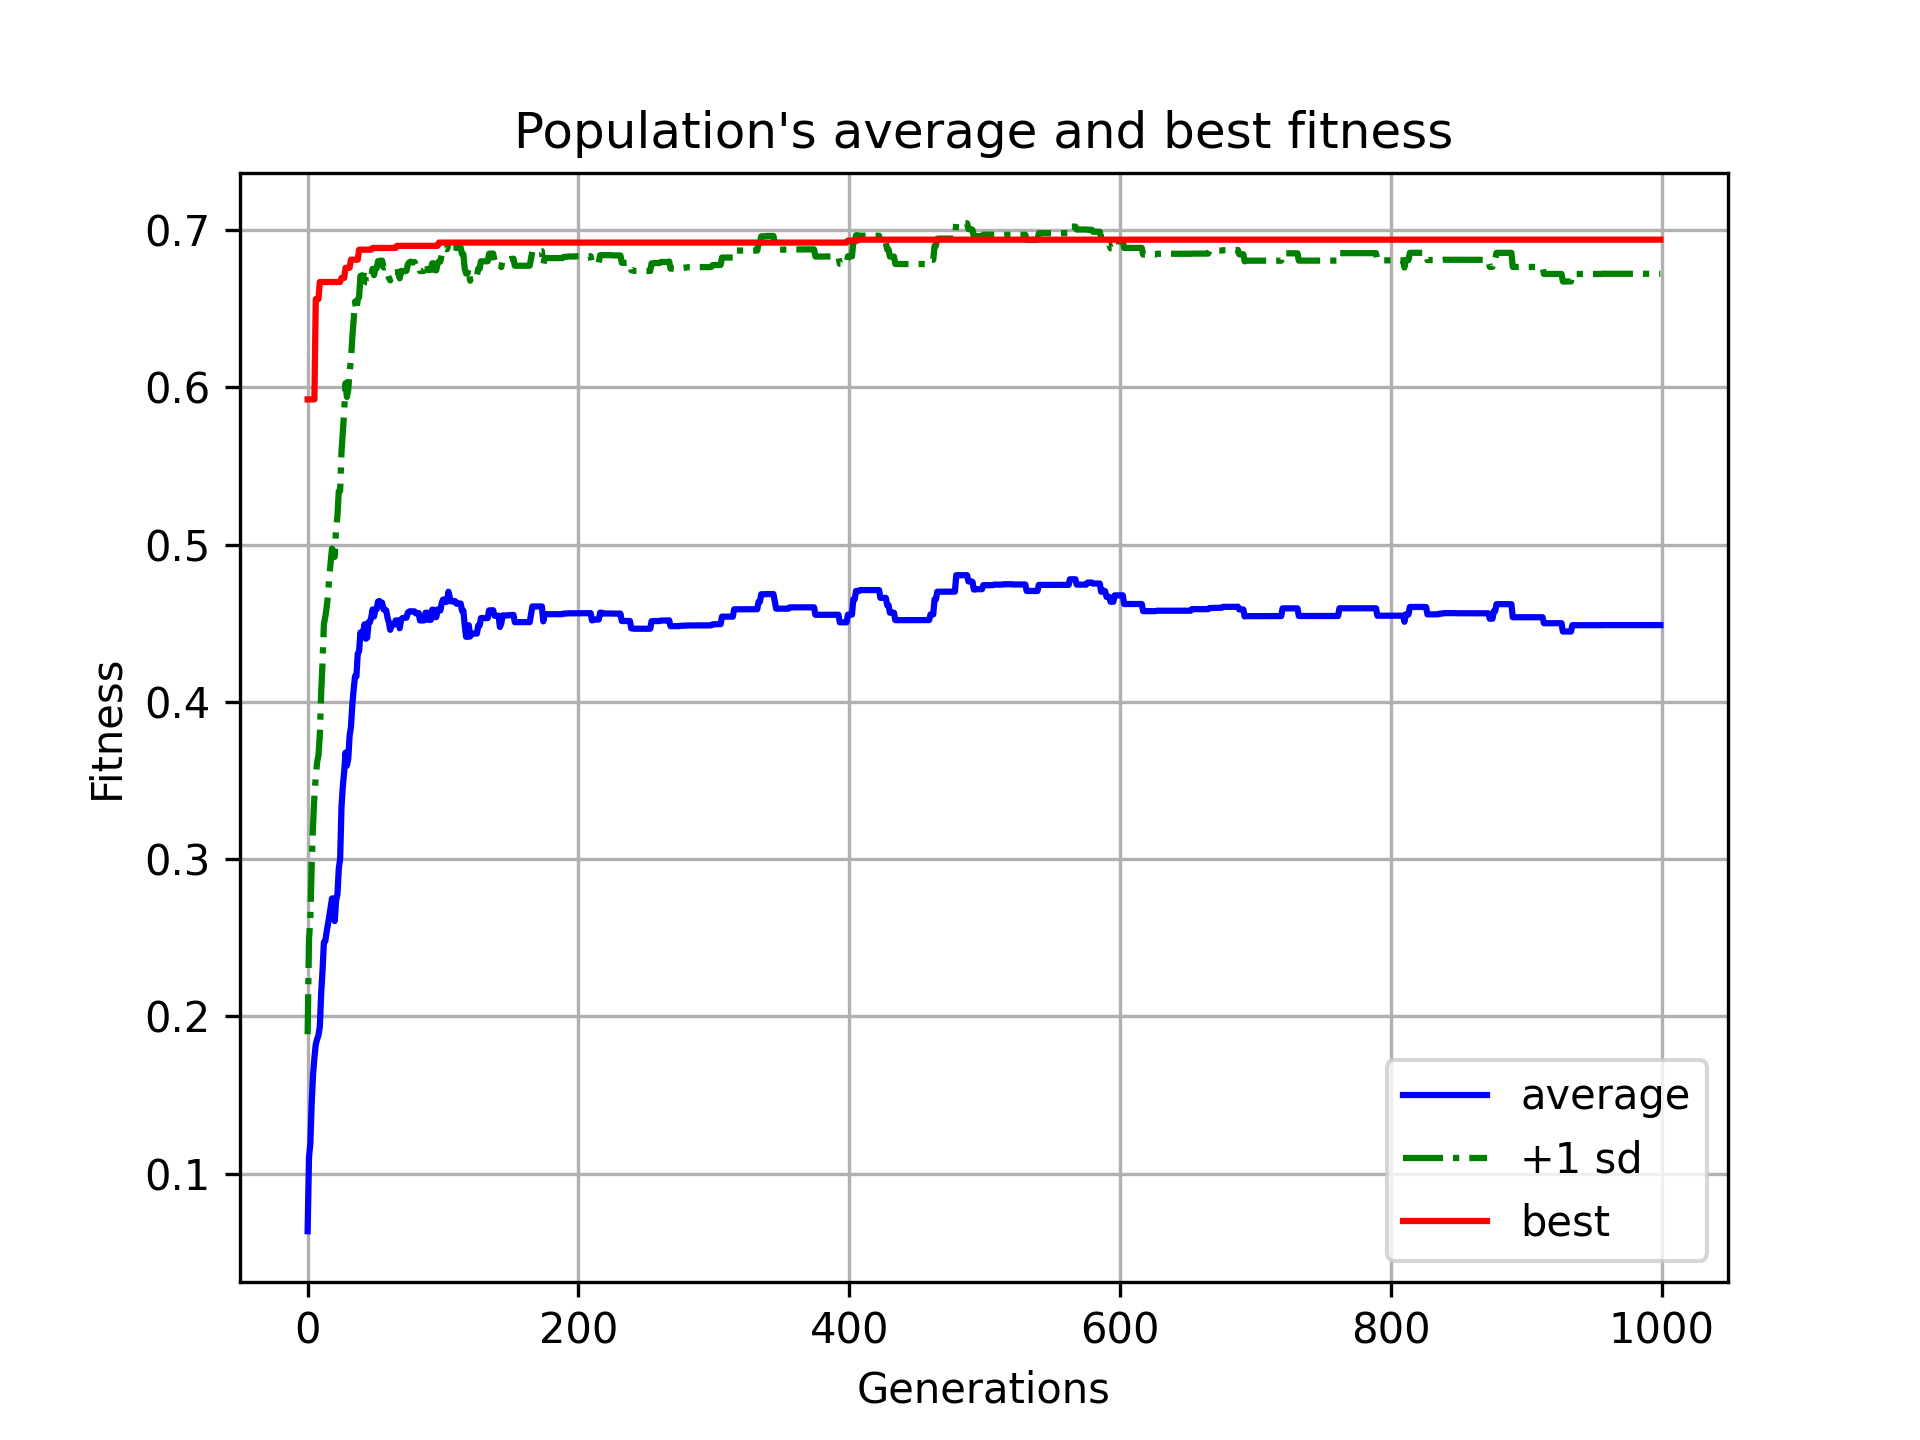 Population's average and best fitness
0.7
0.6
0.5
0.4
0.3
0.2
0.1
Fitness
0 200 400 600 800 1000
Generations
average
+1 sd
best